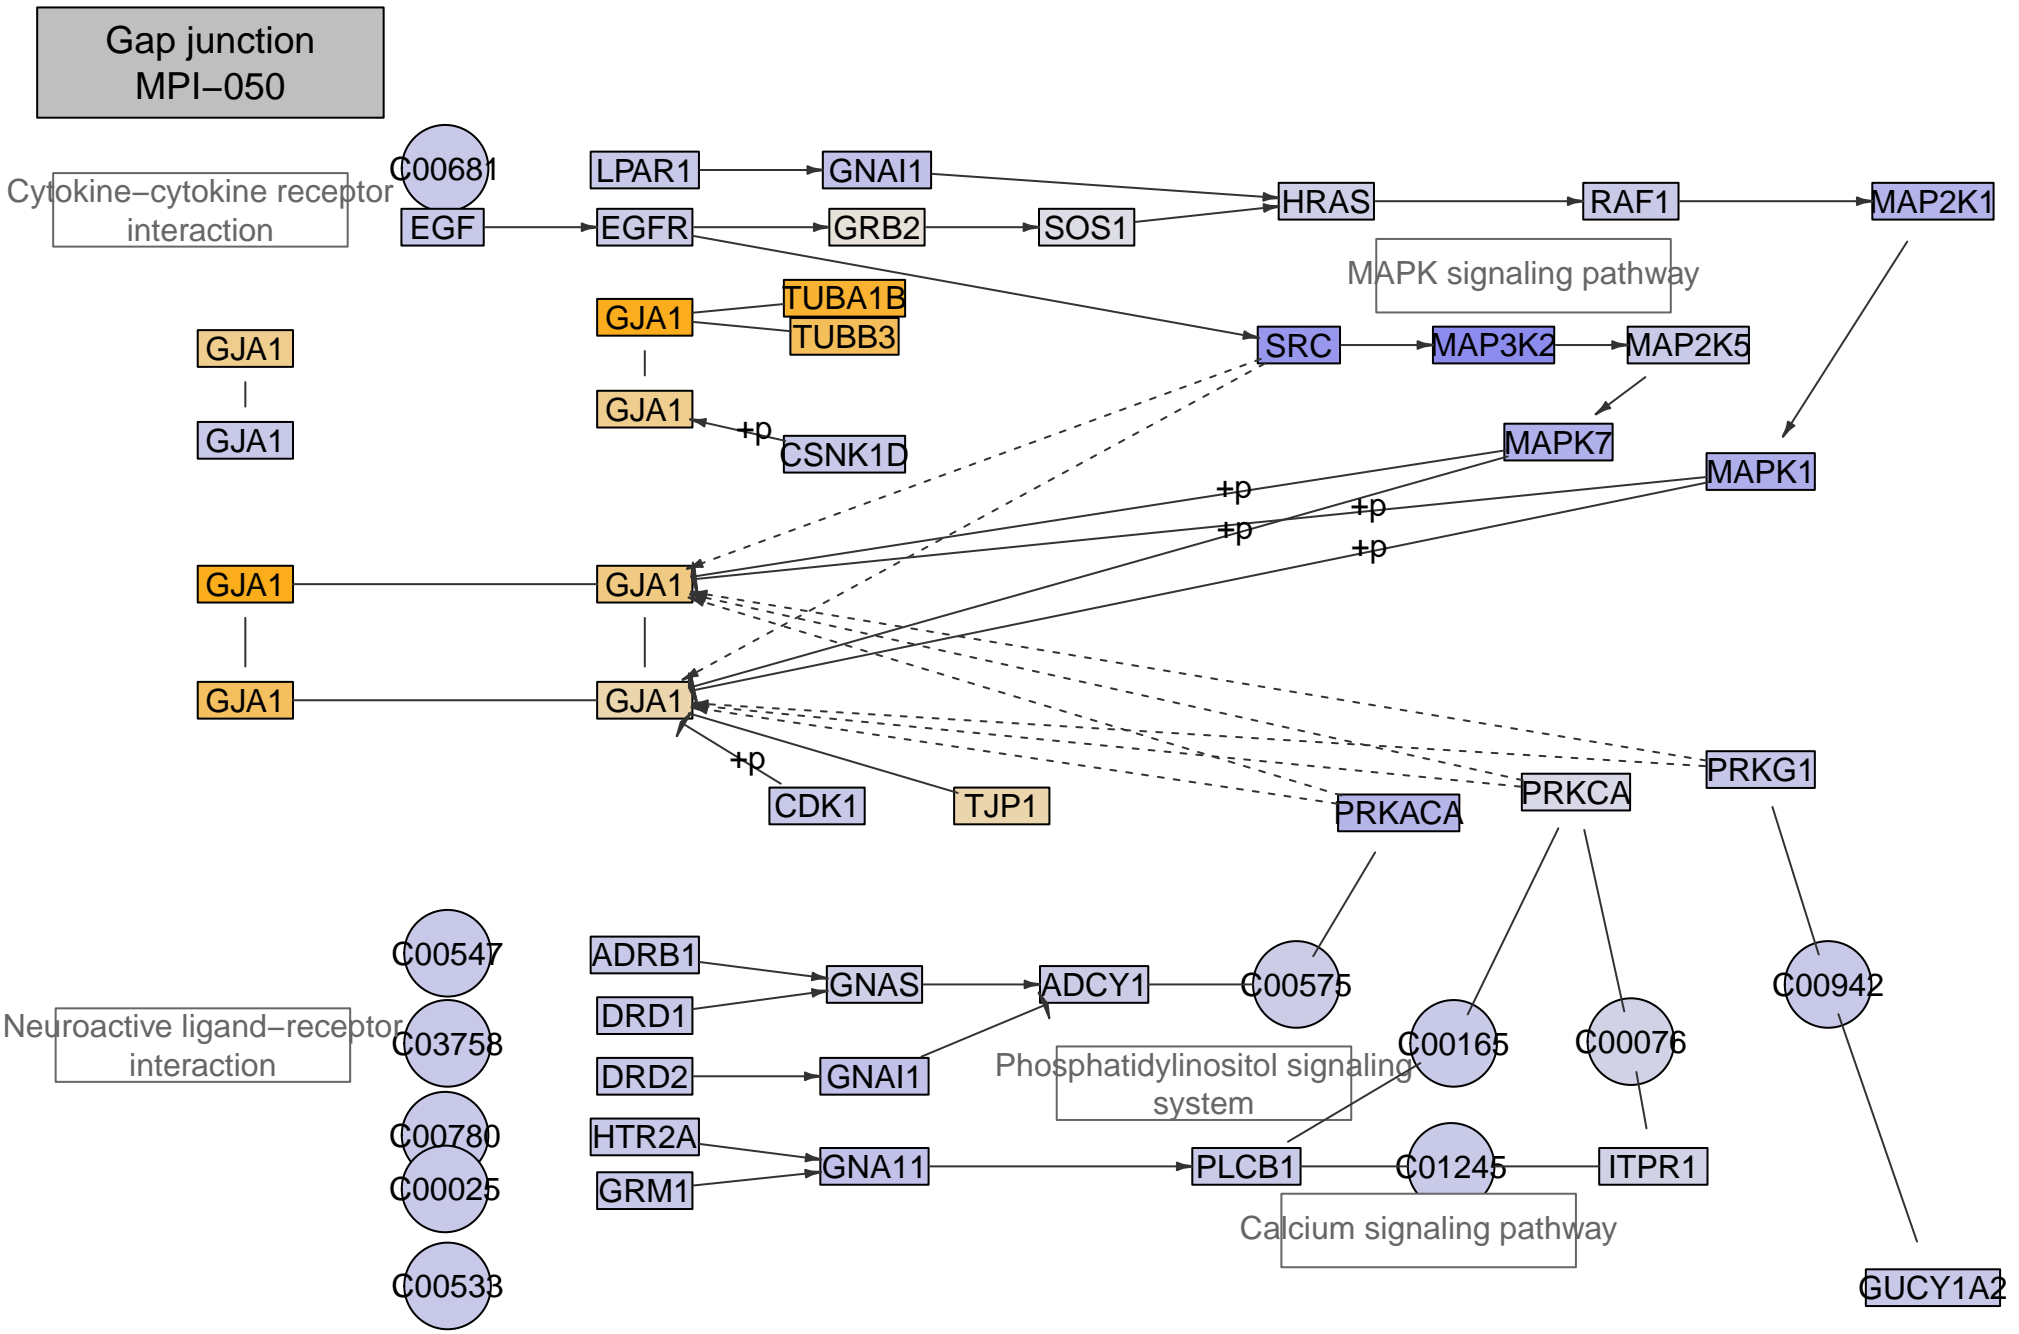 Gap junction
MPI−050
C00681
LPAR1
GNAI1
Cytokine−cytokine receptor
interaction
HRAS
RAF1
MAP2K1
EGF
EGFR
GRB2
SOS1
MAPK signaling pathway
TUBA1B
GJA1
TUBB3
GJA1
SRC
MAP3K2
MAP2K5
GJA1
+p
CSNK1D
GJA1
MAPK7
MAPK1
+p
+p
+p
+p
GJA1
GJA1
GJA1
GJA1
+p
CDK1
TJP1
PRKACA
PRKCA
PRKG1
C00547
ADRB1
GNAS
ADCY1
C00575
C00942
DRD1
Neuroactive ligand−receptor
interaction
C03758
C00165
C00076
DRD2
GNAI1
Phosphatidylinositol signaling
system
C00780
HTR2A
GNA11
PLCB1
C01245
ITPR1
C00025
GRM1
Calcium signaling pathway
C00533
GUCY1A2